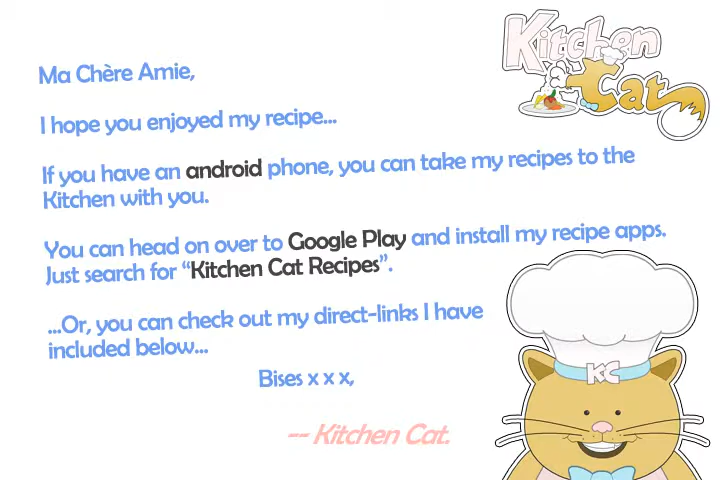 Kitchen
Cat
Ma Chère Amie,
I hope you enjoyed my recipe...
If you have an android phone, you can take my recipes to the
Kitchen with you.
You can head on over to Google Play and install my recipe apps.
Just search for “Kitchen Cat Recipes”.
...Or, you can check out my direct-links I have
included below...
Bises x x x,
-- Kitchen Cat.
KC